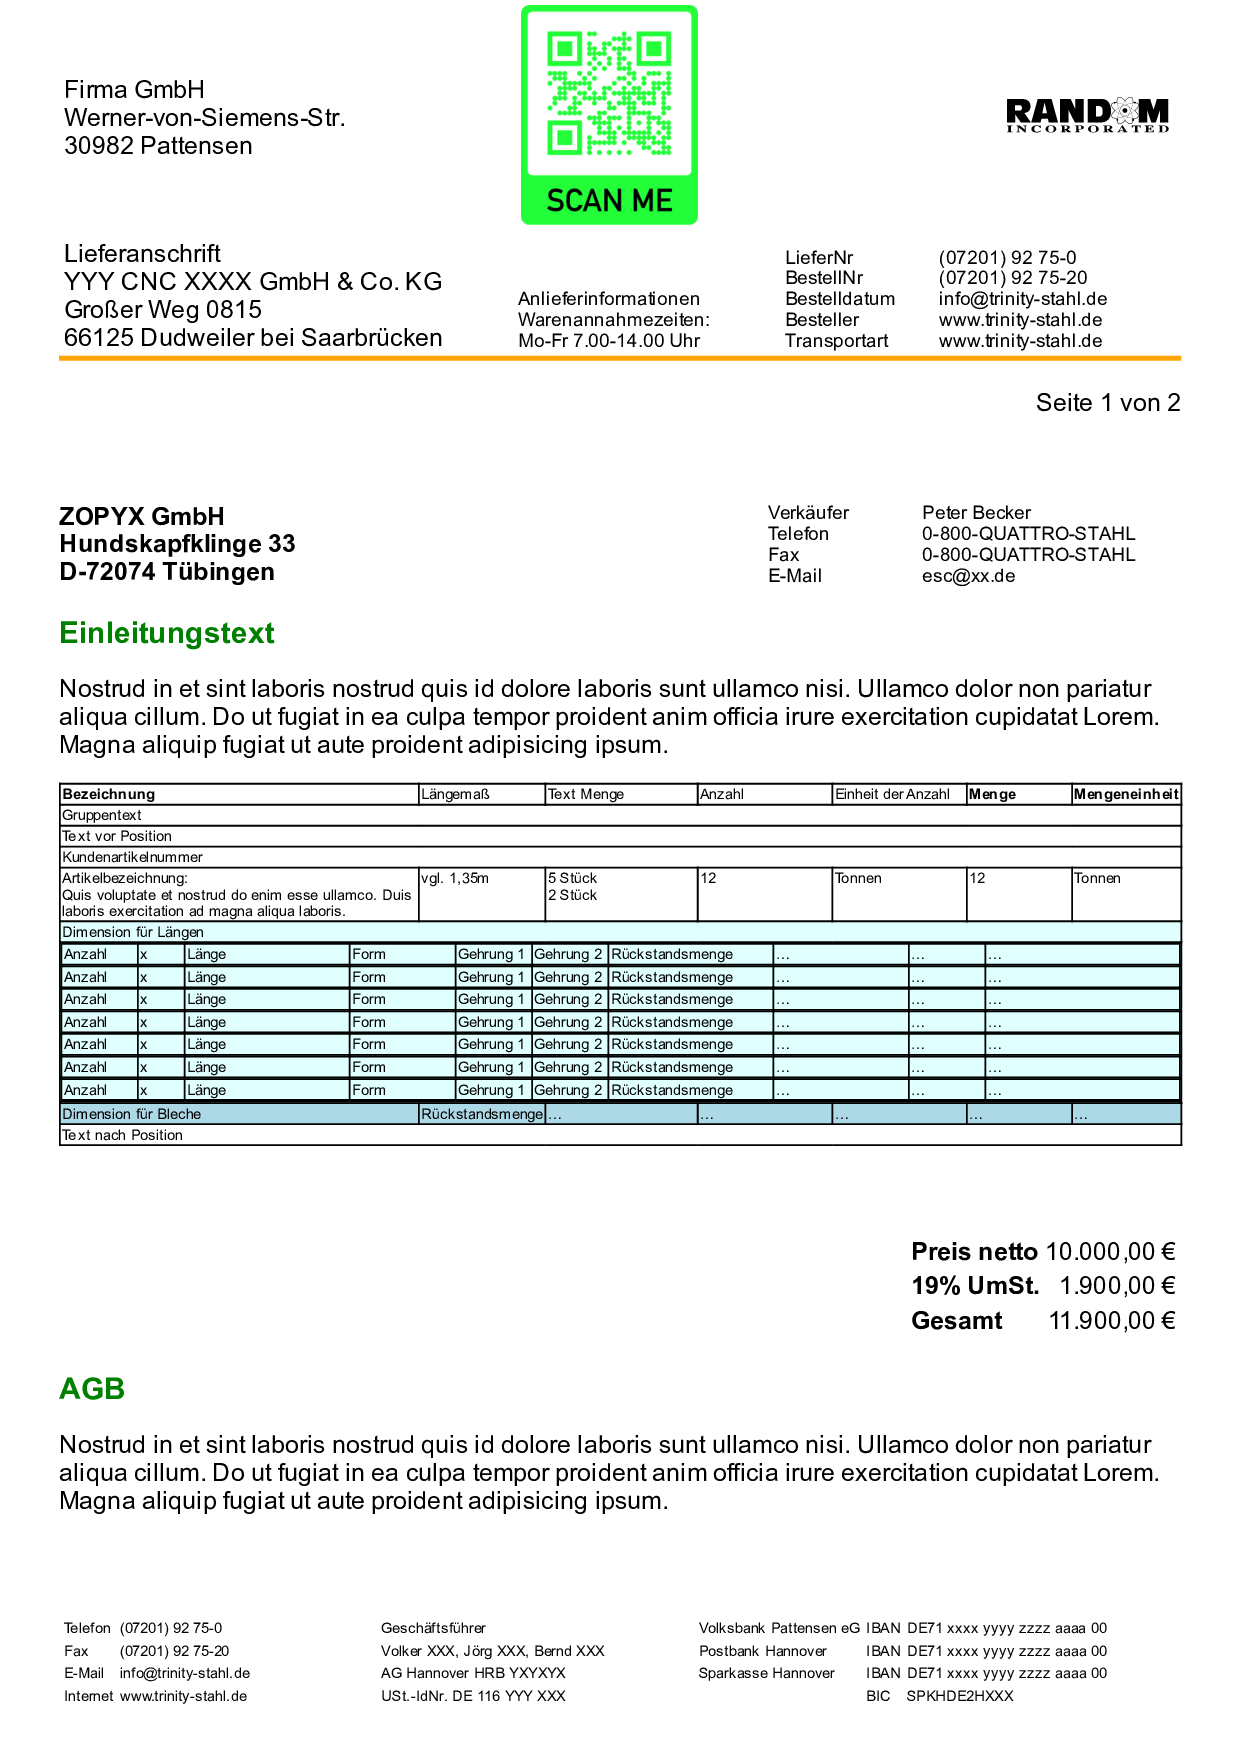 Firma GmbH
Werner-von-Siemens-Str.
30982 Pattensen
SCAN ME
RANDOM
INCORPORATED
Lieferanschrift
YYY CNC XXXX GmbH & Co. KG
Großer Weg 0815
66125 Dudweiler bei Saarbrücken
Anlieferinformationen
Warenannahmezeiten:
Mo-Fr 7.00-14.00 Uhr
LieferNr (07201) 92 75-0
BestellNr (07201) 92 75-20
Bestelldatum info@trinity-stahl.de
Besteller www.trinity-stahl.de
Transportart www.trinity-stahl.de
Seite 1 von 2
ZOPYX GmbH
Hundskapfklinge 33
D-72074 Tübingen
Verkäufer Peter Becker
Telefon 0-800-QUATTRO-STAHL
Fax 0-800-QUATTRO-STAHL
E-Mail esc@xx.de
Einleitungstext
Nostrud in et sint laboris nostrud quis id dolore laboris sunt ullamco nisi. Ullamco dolor non pariatur
aliqua cillum. Do ut fugiat in ea culpa tempor proident anim officia irure exercitation cupidatat Lorem.
Magna aliquip fugiat ut aute proident adipisicing ipsum.
Bezeichnung Längemaß Text Menge Anzahl Einheit der Anzahl Menge Mengeneinheit
Gruppentext
Text vor Position
Kundenartikelnummer
Artikelbezeichnung: vgl. 1,35m 5 Stück 12 Tonnen 12 Tonnen
Quis voluptate et nostrud do enim esse ullamco. Duis 2 Stück
laboris exercitation ad magna aliqua laboris.
Dimension für Längen
Anzahl x Länge Form Gehrung 1 Gehrung 2 Rückstandsmenge ... ... ...
Anzahl x Länge Form Gehrung 1 Gehrung 2 Rückstandsmenge ... ... ...
Anzahl x Länge Form Gehrung 1 Gehrung 2 Rückstandsmenge ... ... ...
Anzahl x Länge Form Gehrung 1 Gehrung 2 Rückstandsmenge ... ... ...
Anzahl x Länge Form Gehrung 1 Gehrung 2 Rückstandsmenge ... ... ...
Anzahl x Länge Form Gehrung 1 Gehrung 2 Rückstandsmenge ... ... ...
Anzahl x Länge Form Gehrung 1 Gehrung 2 Rückstandsmenge ... ... ...
Dimension für Bleche Rückstandsmenge ... ... ... ... ...
Text nach Position
Preis netto 10.000,00 €
19% UmSt. 1.900,00 €
Gesamt 11.900,00 €
AGB
Nostrud in et sint laboris nostrud quis id dolore laboris sunt ullamco nisi. Ullamco dolor non pariatur
aliqua cillum. Do ut fugiat in ea culpa tempor proident anim officia irure exercitation cupidatat Lorem.
Magna aliquip fugiat ut aute proident adipisicing ipsum.
Telefon (07201) 92 75-0
Fax (07201) 92 75-20
E-Mail info@trinity-stahl.de
Internet www.trinity-stahl.de
Geschäftsführer
Volker XXX, Jörg XXX, Bernd XXX
AG Hannover HRB YXYXYX
USt.-IdNr. DE 116 YYY XXX
Volksbank Pattensen eG IBAN DE71 xxxx yyyy zzzz aaaa 00
Postbank Hannover IBAN DE71 xxxx yyyy zzzz aaaa 00
Sparkasse Hannover IBAN DE71 xxxx yyyy zzzz aaaa 00
BIC SPKHDE2HXXX